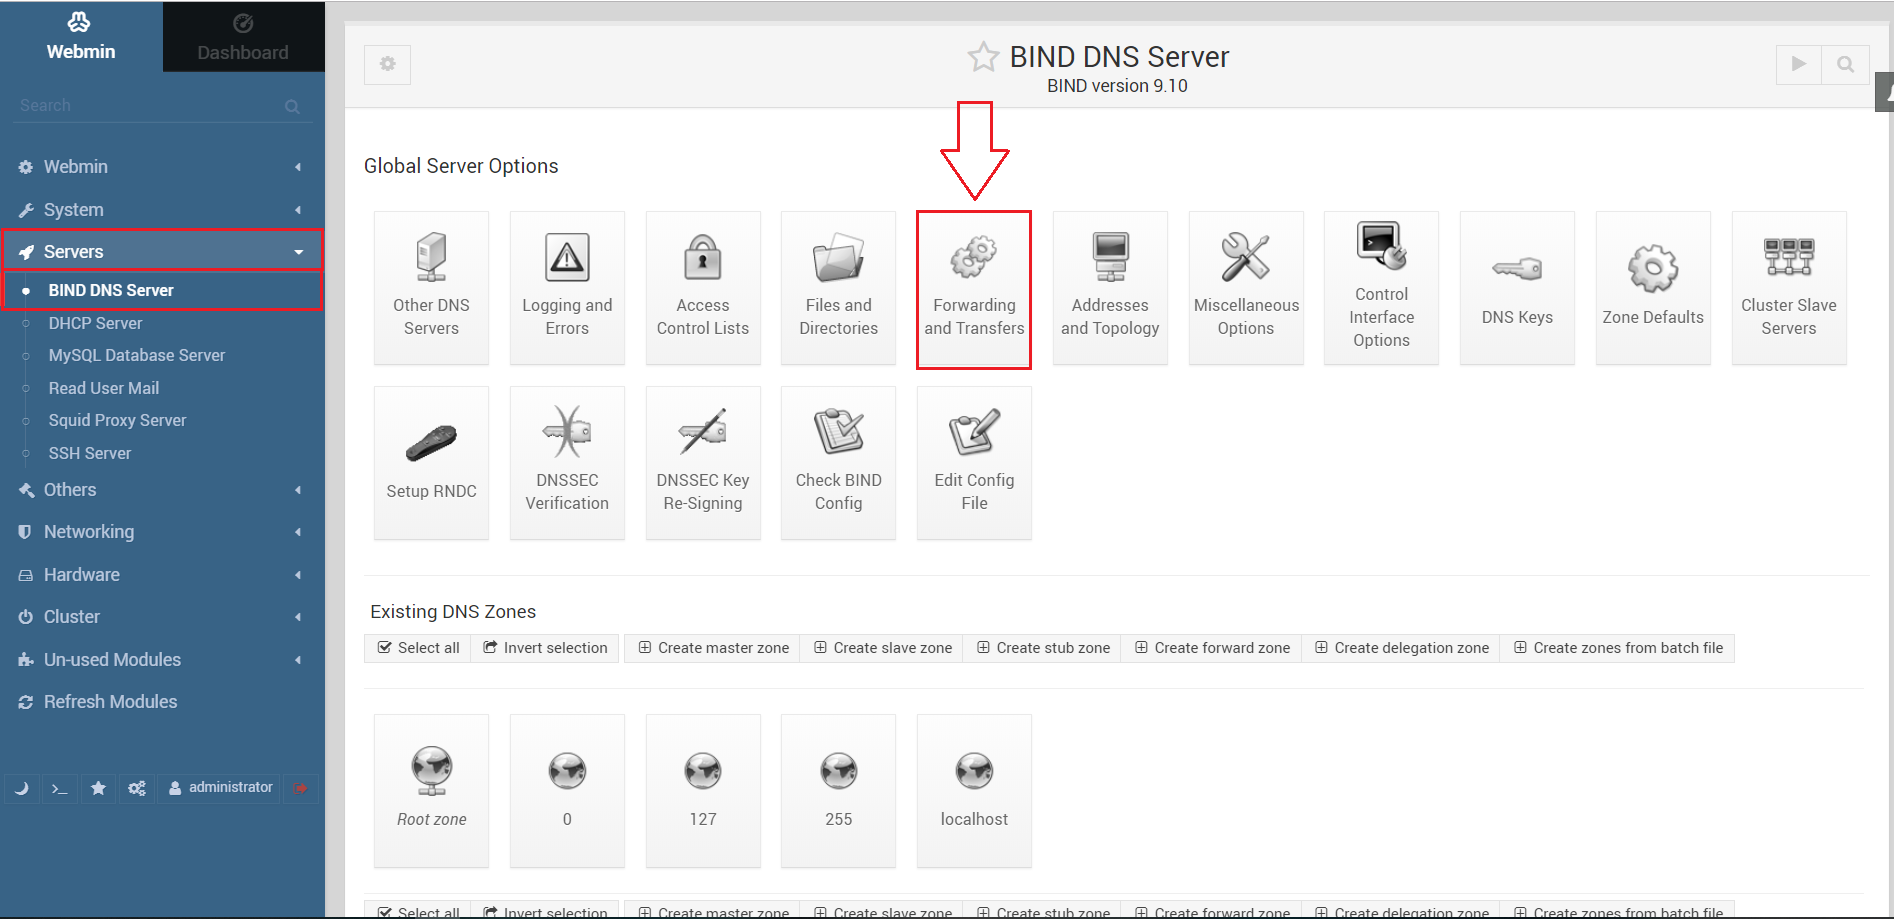 Webmin
Dashboard
Search
Webmin
System
Servers
BIND DNS Server
DHCP Server
MySQL Database Server
Read User Mail
Squid Proxy Server
SSH Server
Others
Networking
Hardware
Cluster
Un-used Modules
Refresh Modules
administrator
BIND DNS Server
BIND version 9.10
Global Server Options
Other DNS
Servers
Logging and
Errors
Access
Control Lists
Files and
Directories
Forwarding
and Transfers
Addresses
and Topology
Miscellaneous
Options
Control
Interface
Options
DNS Keys
Zone Defaults
Cluster Slave
Servers
Setup RNDC
DNSSEC
Verification
DNSSEC Key
Re-Signing
Check BIND
Config
Edit Config
File
Existing DNS Zones
Select all Invert selection Create master zone Create slave zone Create stub zone Create forward zone Create delegation zone Create zones from batch file
Root zone
0
127
255
localhost
Select all Invert selection Create master zone Create slave zone Create stub zone Create forward zone Create delegation zone Create zones from batch file